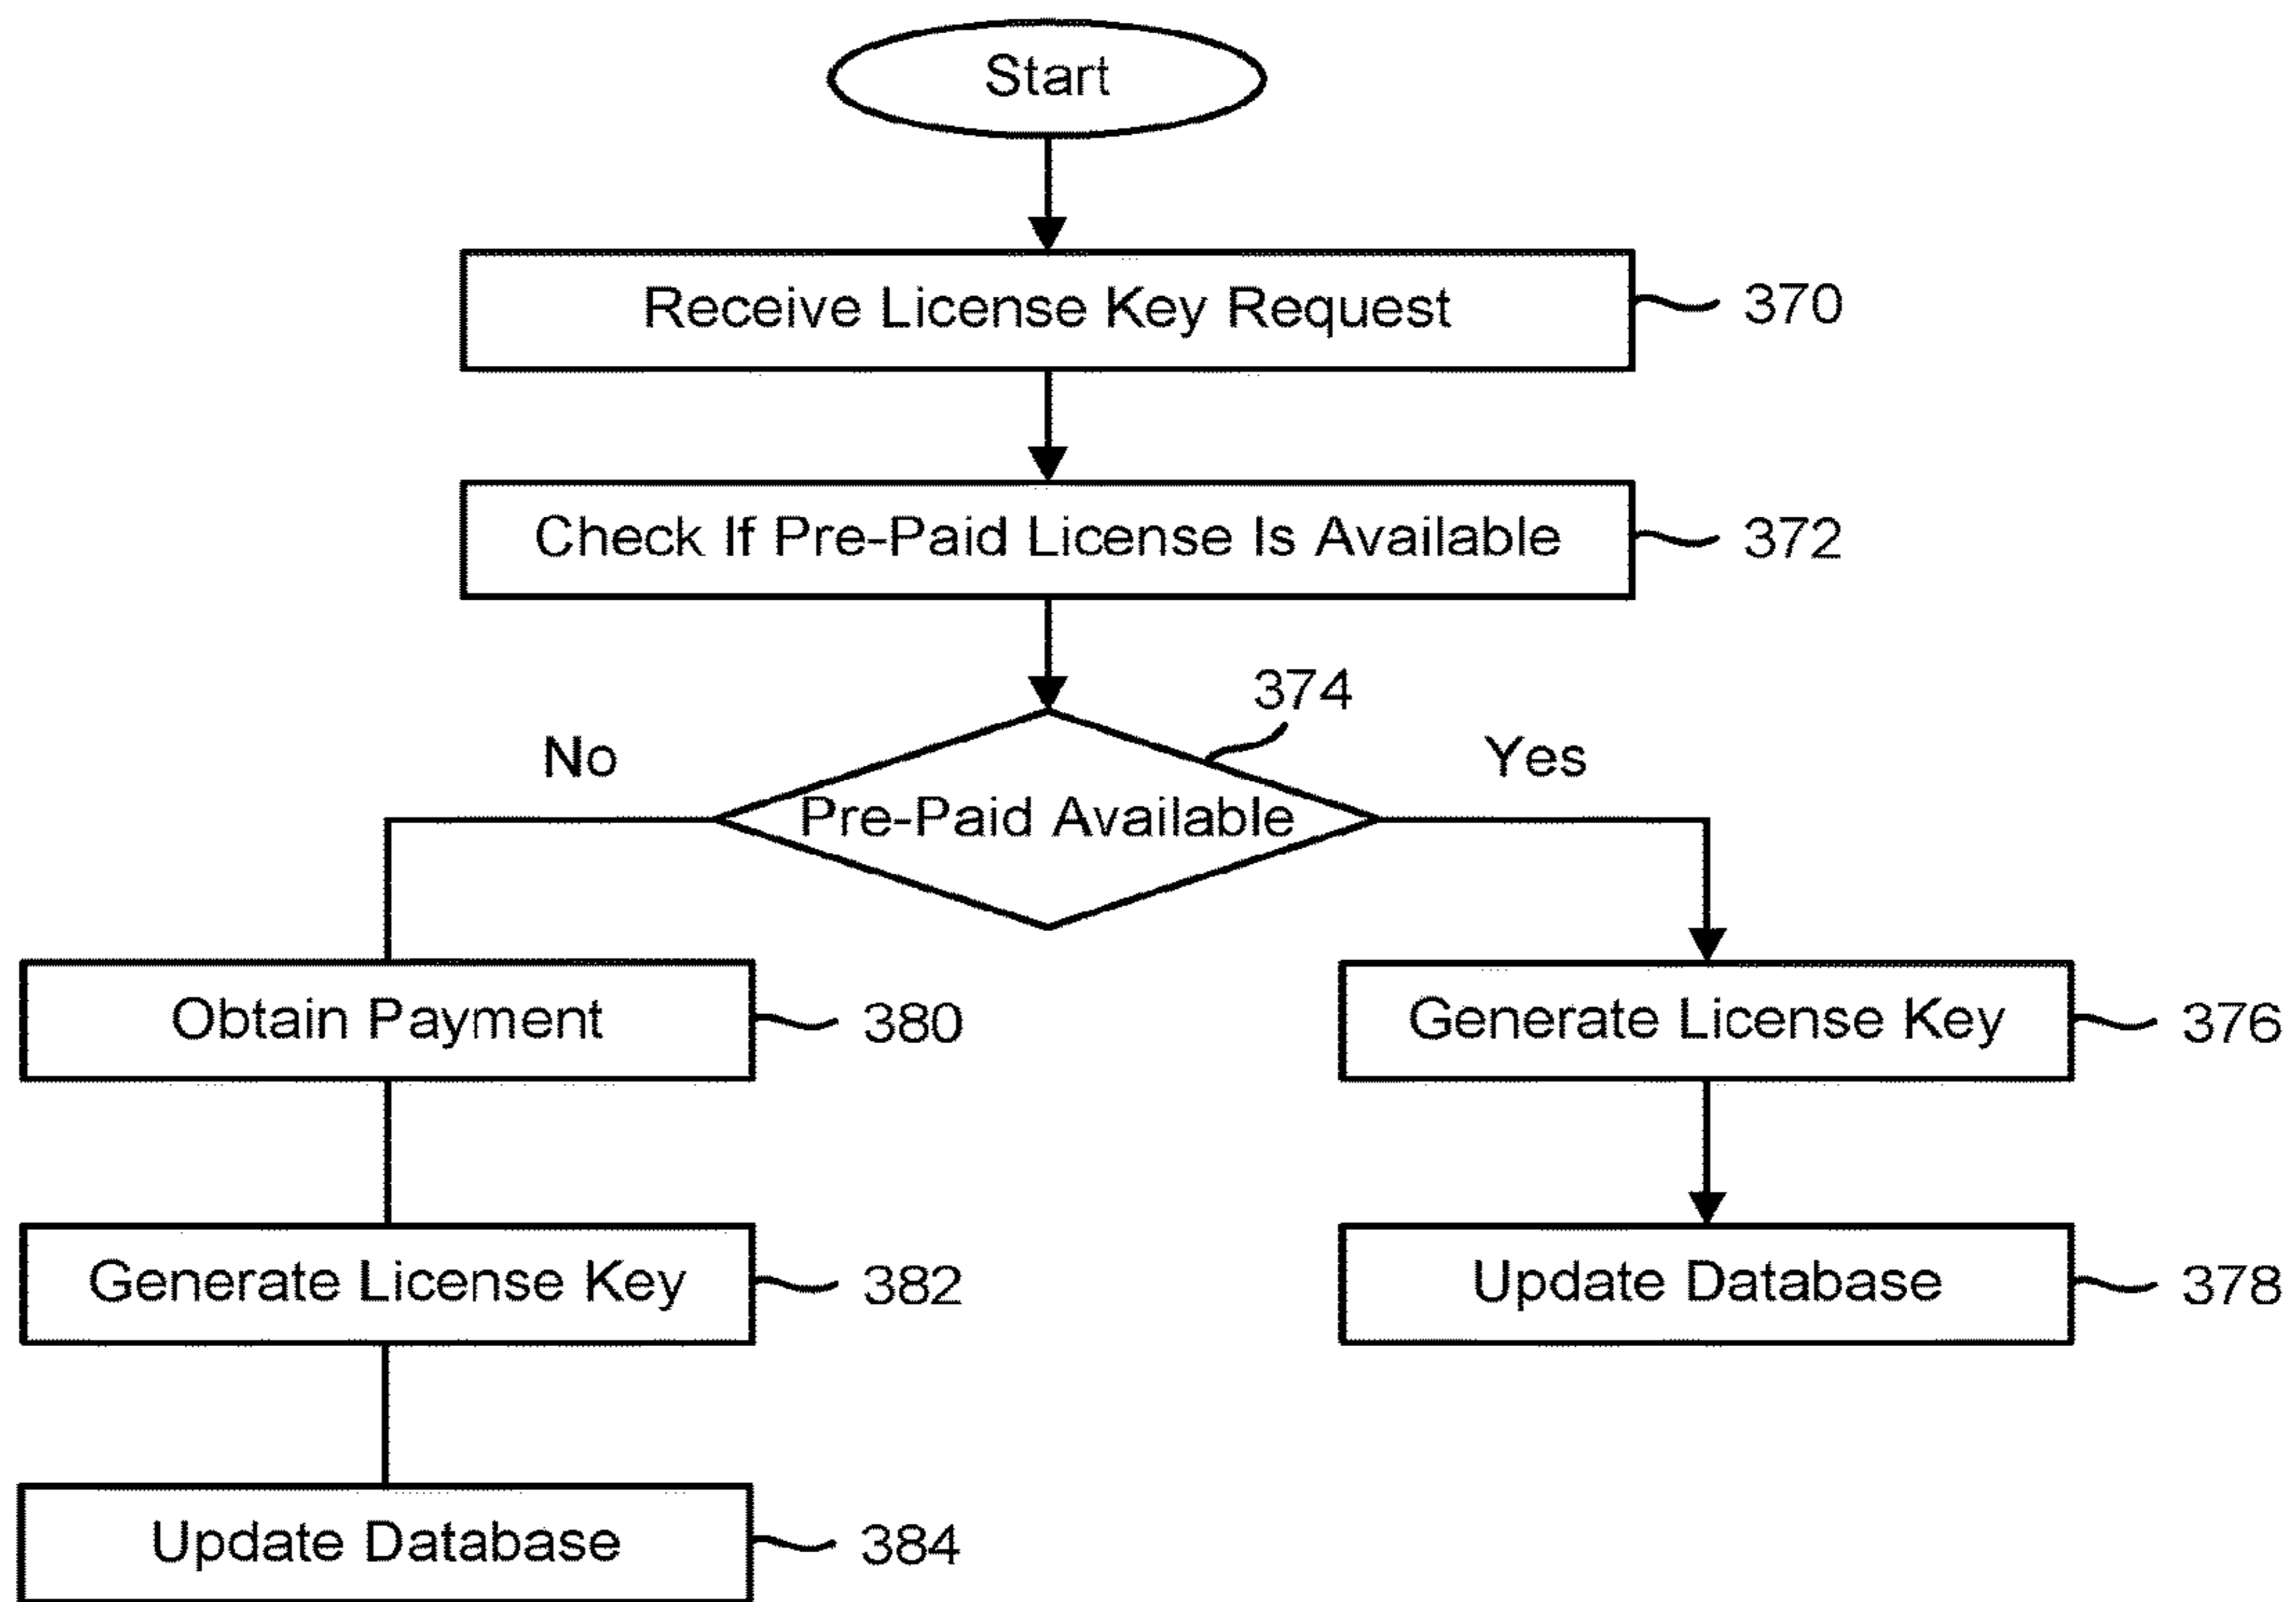 Start
Receive License Key Request
370
Check If Pre-Paid License Is Available
372
374
No
Yes
Pre-Paid Available
Obtain Payment
380
Generate License Key
376
Generate License Key
382
Update Database
378
Update Database
384